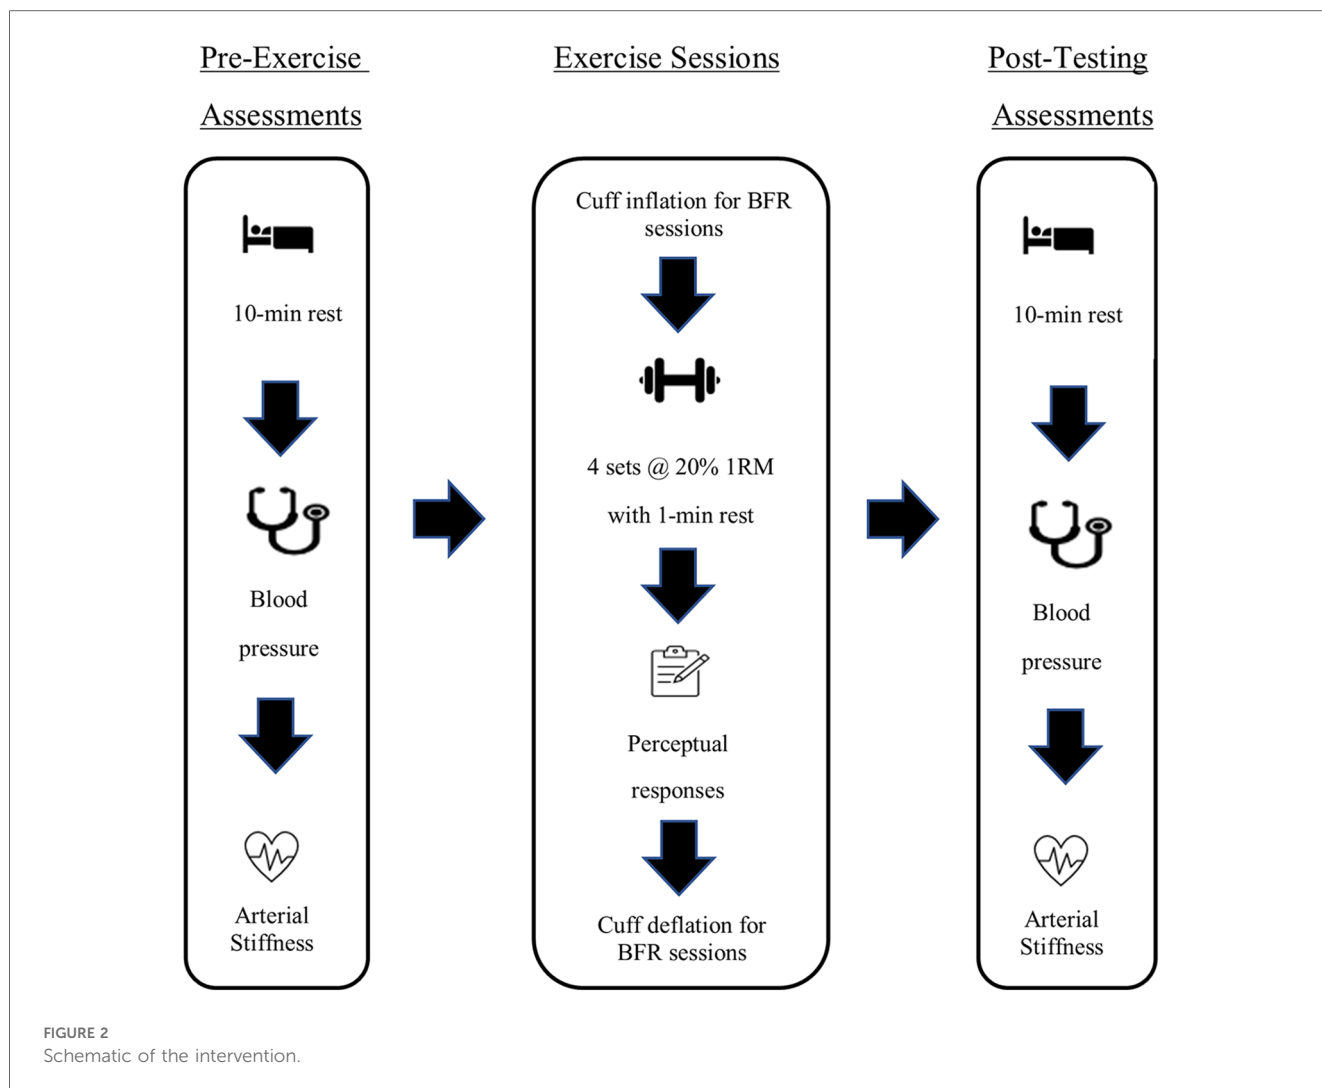 Pre-Exercise
Assessments
10-min rest
Blood
pressure
Arterial
Stiffness
Exercise Sessions
Cuff inflation for BFR
sessions
4 sets @ 20% 1RM
with 1-min rest
Perceptual
responses
Cuff deflation for
BFR sessions
Post-Testing
Assessments
10-min rest
Blood
pressure
Arterial
Stiffness
FIGURE 2
Schematic of the intervention.